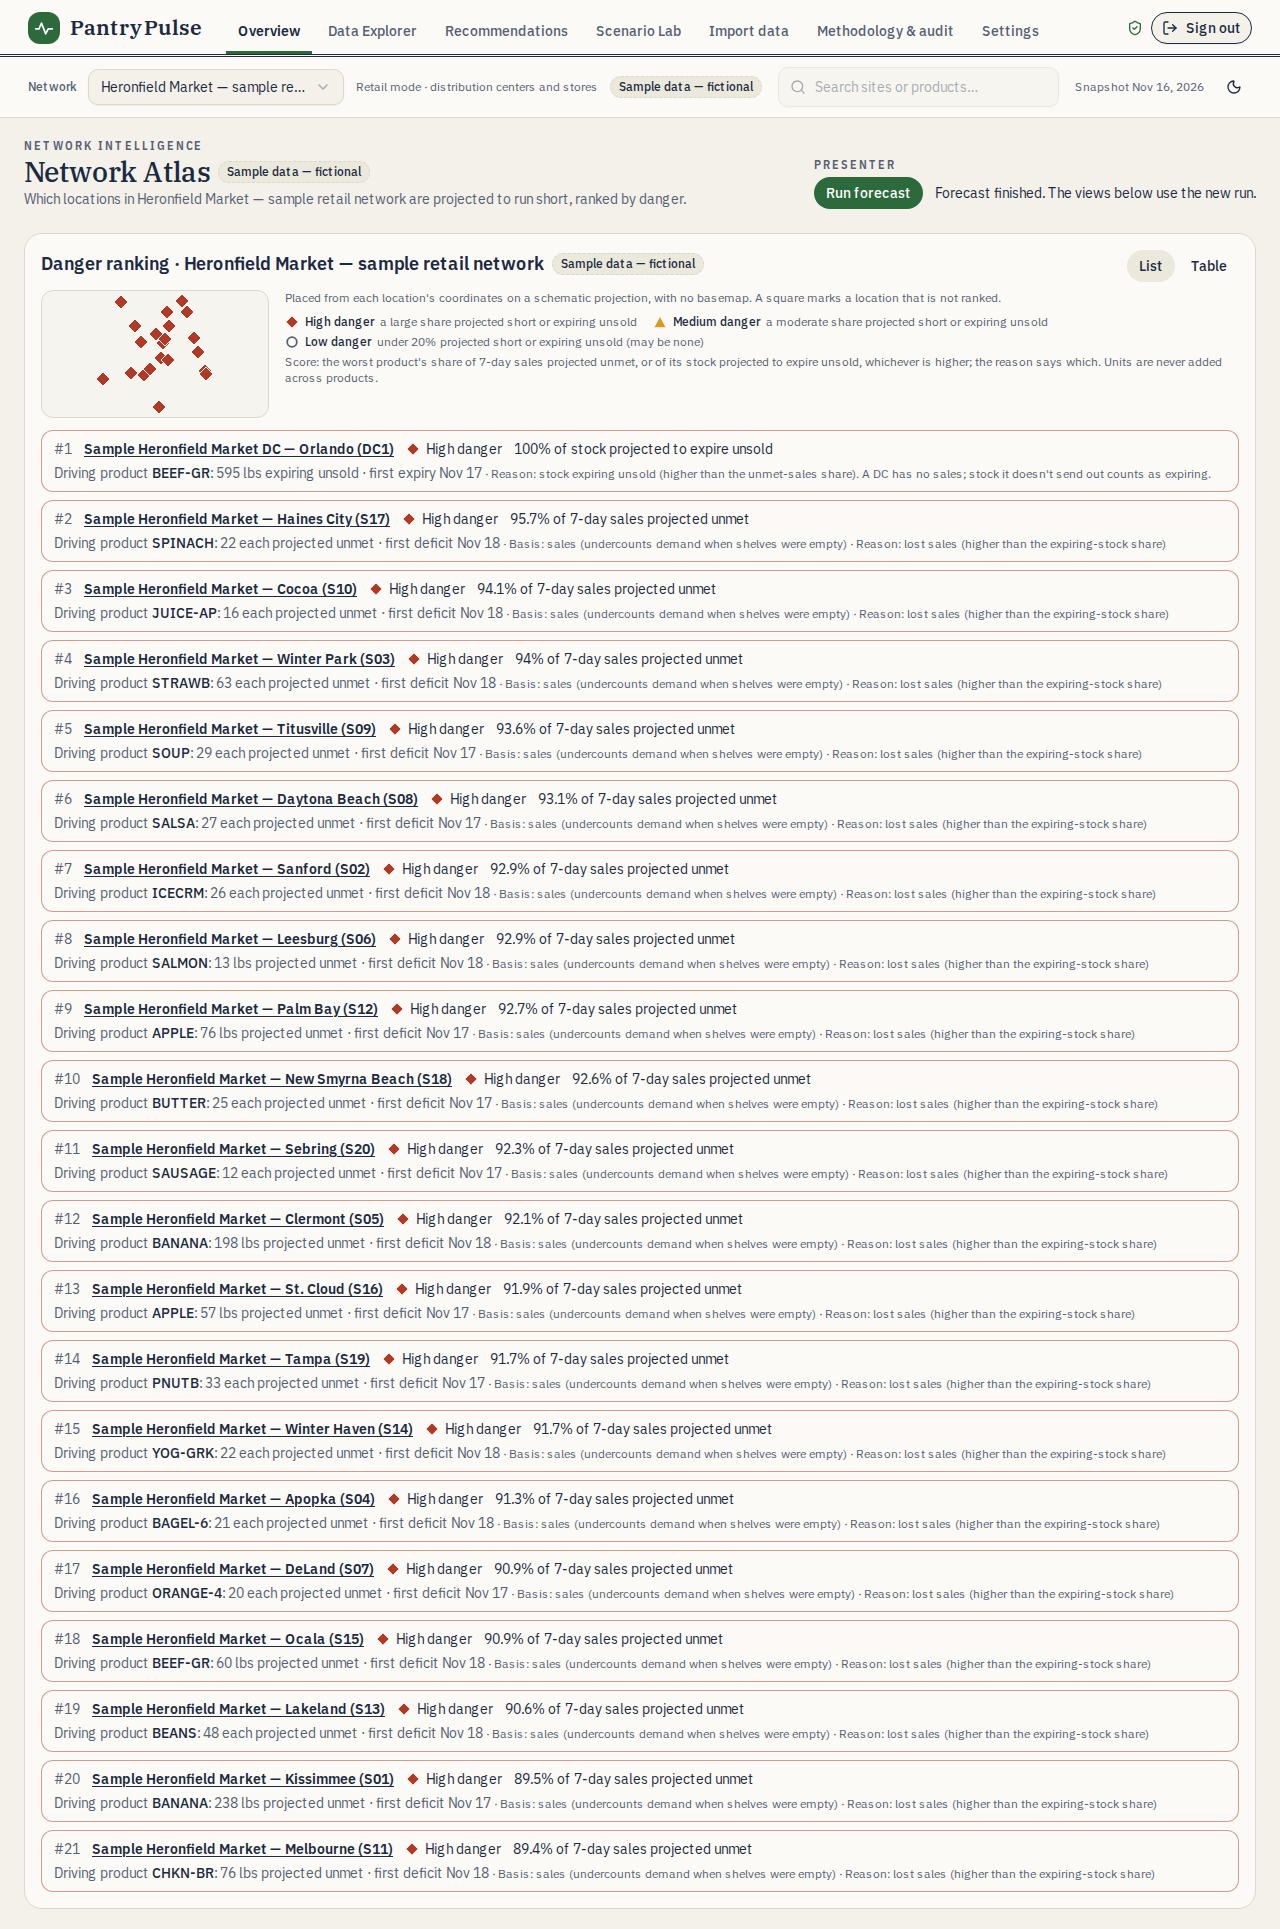 PantryPulse
Overview Data Explorer Recommendations Scenario Lab Import data Methodology & audit Settings Sign out
Network Heronfield Market — sample re... Retail mode · distribution centers and stores Sample data — fictional Search sites or products... Snapshot Nov 16, 2026
NETWORK INTELLIGENCE
Network Atlas Sample data — fictional
Which locations in Heronfield Market — sample retail network are projected to run short, ranked by danger.
PRESENTER
Run forecast Forecast finished. The views below use the new run.
Danger ranking · Heronfield Market — sample retail network Sample data — fictional List Table
Placed from each location's coordinates on a schematic projection, with no basemap. A square marks a location that is not ranked.
High danger a large share projected short or expiring unsold Medium danger a moderate share projected short or expiring unsold
Low danger under 20% projected short or expiring unsold (may be none)
Score: the worst product's share of 7-day sales projected unmet, or of its stock projected to expire unsold, whichever is higher; the reason says which. Units are never added
across products.
#1 Sample Heronfield Market DC — Orlando (DC1) High danger 100% of stock projected to expire unsold
Driving product BEEF-GR: 595 lbs expiring unsold · first expiry Nov 17 · Reason: stock expiring unsold (higher than the unmet-sales share). A DC has no sales; stock it doesn't send out counts as expiring.
#2 Sample Heronfield Market — Haines City (S17) High danger 95.7% of 7-day sales projected unmet
Driving product SPINACH: 22 each projected unmet · first deficit Nov 18 · Basis: sales (undercounts demand when shelves were empty) · Reason: lost sales (higher than the expiring-stock share)
#3 Sample Heronfield Market — Cocoa (S10) High danger 94.1% of 7-day sales projected unmet
Driving product JUICE-AP: 16 each projected unmet · first deficit Nov 18 · Basis: sales (undercounts demand when shelves were empty) · Reason: lost sales (higher than the expiring-stock share)
#4 Sample Heronfield Market — Winter Park (S03) High danger 94% of 7-day sales projected unmet
Driving product STRAWB: 63 each projected unmet · first deficit Nov 18 · Basis: sales (undercounts demand when shelves were empty) · Reason: lost sales (higher than the expiring-stock share)
#5 Sample Heronfield Market — Titusville (S09) High danger 93.6% of 7-day sales projected unmet
Driving product SOUP: 29 each projected unmet · first deficit Nov 17 · Basis: sales (undercounts demand when shelves were empty) · Reason: lost sales (higher than the expiring-stock share)
#6 Sample Heronfield Market — Daytona Beach (S08) High danger 93.1% of 7-day sales projected unmet
Driving product SALSA: 27 each projected unmet · first deficit Nov 17 · Basis: sales (undercounts demand when shelves were empty) · Reason: lost sales (higher than the expiring-stock share)
#7 Sample Heronfield Market — Sanford (S02) High danger 92.9% of 7-day sales projected unmet
Driving product ICECRM: 26 each projected unmet · first deficit Nov 18 · Basis: sales (undercounts demand when shelves were empty) · Reason: lost sales (higher than the expiring-stock share)
#8 Sample Heronfield Market — Leesburg (S06) High danger 92.9% of 7-day sales projected unmet
Driving product SALMON: 13 lbs projected unmet · first deficit Nov 18 · Basis: sales (undercounts demand when shelves were empty) · Reason: lost sales (higher than the expiring-stock share)
#9 Sample Heronfield Market — Palm Bay (S12) High danger 92.7% of 7-day sales projected unmet
Driving product APPLE: 76 lbs projected unmet · first deficit Nov 17 · Basis: sales (undercounts demand when shelves were empty) · Reason: lost sales (higher than the expiring-stock share)
#10 Sample Heronfield Market — New Smyrna Beach (S18) High danger 92.6% of 7-day sales projected unmet
Driving product BUTTER: 25 each projected unmet · first deficit Nov 17 · Basis: sales (undercounts demand when shelves were empty) · Reason: lost sales (higher than the expiring-stock share)
#11 Sample Heronfield Market — Sebring (S20) High danger 92.3% of 7-day sales projected unmet
Driving product SAUSAGE: 12 each projected unmet · first deficit Nov 17 · Basis: sales (undercounts demand when shelves were empty) · Reason: lost sales (higher than the expiring-stock share)
#12 Sample Heronfield Market — Clermont (S05) High danger 92.1% of 7-day sales projected unmet
Driving product BANANA: 198 lbs projected unmet · first deficit Nov 18 · Basis: sales (undercounts demand when shelves were empty) · Reason: lost sales (higher than the expiring-stock share)
#13 Sample Heronfield Market — St. Cloud (S16) High danger 91.9% of 7-day sales projected unmet
Driving product APPLE: 57 lbs projected unmet · first deficit Nov 17 · Basis: sales (undercounts demand when shelves were empty) · Reason: lost sales (higher than the expiring-stock share)
#14 Sample Heronfield Market — Tampa (S19) High danger 91.7% of 7-day sales projected unmet
Driving product PNUTB: 33 each projected unmet · first deficit Nov 17 · Basis: sales (undercounts demand when shelves were empty) · Reason: lost sales (higher than the expiring-stock share)
#15 Sample Heronfield Market — Winter Haven (S14) High danger 91.7% of 7-day sales projected unmet
Driving product YOG-GRK: 22 each projected unmet · first deficit Nov 18 · Basis: sales (undercounts demand when shelves were empty) · Reason: lost sales (higher than the expiring-stock share)
#16 Sample Heronfield Market — Apopka (S04) High danger 91.3% of 7-day sales projected unmet
Driving product BAGEL-6: 21 each projected unmet · first deficit Nov 18 · Basis: sales (undercounts demand when shelves were empty) · Reason: lost sales (higher than the expiring-stock share)
#17 Sample Heronfield Market — DeLand (S07) High danger 90.9% of 7-day sales projected unmet
Driving product ORANGE-4: 20 each projected unmet · first deficit Nov 17 · Basis: sales (undercounts demand when shelves were empty) · Reason: lost sales (higher than the expiring-stock share)
#18 Sample Heronfield Market — Ocala (S15) High danger 90.9% of 7-day sales projected unmet
Driving product BEEF-GR: 60 lbs projected unmet · first deficit Nov 18 · Basis: sales (undercounts demand when shelves were empty) · Reason: lost sales (higher than the expiring-stock share)
#19 Sample Heronfield Market — Lakeland (S13) High danger 90.6% of 7-day sales projected unmet
Driving product BEANS: 48 each projected unmet · first deficit Nov 18 · Basis: sales (undercounts demand when shelves were empty) · Reason: lost sales (higher than the expiring-stock share)
#20 Sample Heronfield Market — Kissimmee (S01) High danger 89.5% of 7-day sales projected unmet
Driving product BANANA: 238 lbs projected unmet · first deficit Nov 17 · Basis: sales (undercounts demand when shelves were empty) · Reason: lost sales (higher than the expiring-stock share)
#21 Sample Heronfield Market — Melbourne (S11) High danger 89.4% of 7-day sales projected unmet
Driving product CHKN-BR: 76 lbs projected unmet · first deficit Nov 18 · Basis: sales (undercounts demand when shelves were empty) · Reason: lost sales (higher than the expiring-stock share)